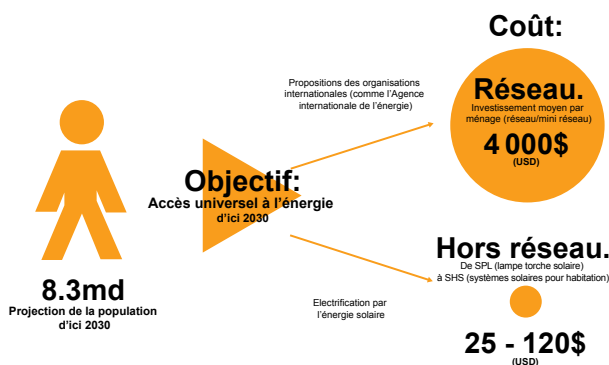 Coût:
Propositions des organisations
internationales (comme l'Agence
internationale de l'énergie)
Réseau.
Investissement moyen par
ménage (réseau/mini réseau)
4 000$
(USD)
Objectif:
Accès universel à l'énergie
d'ici 2030
8.3md
Projection de la population
d'ici 2030
Electrification par
l'énergie solaire
Hors réseau.
De SPL (lampe torche solaire)
à SHS (systèmes solaires pour habitation)
25 - 120$
(USD)